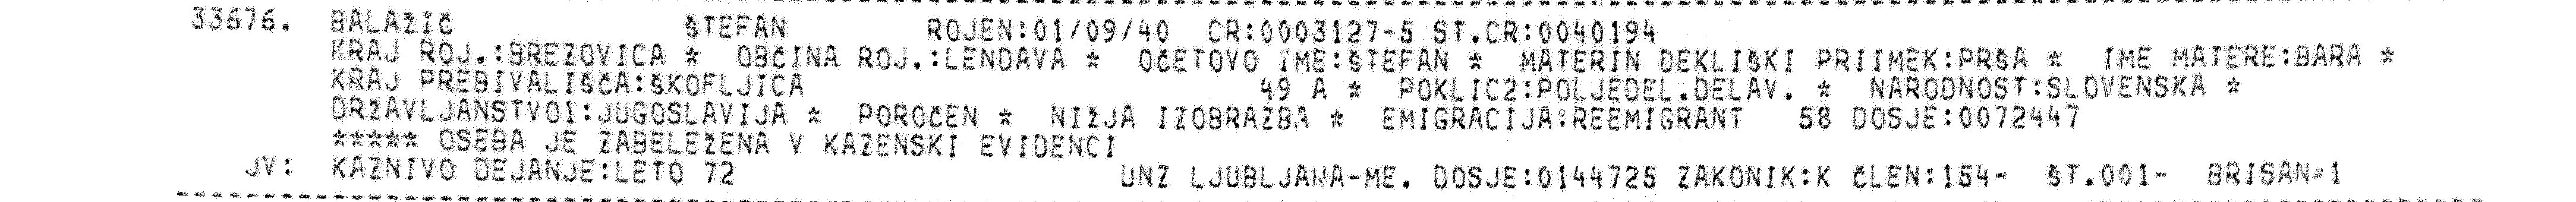 33676. BALAŽIČ ŠTEFAN ROJEN:01/09/40 CR:0003127-5 ST.CR:0040194
KRAJ ROJ.:BREZOVICA * OBČINA ROJ.:LENDAVA * OČETOVO IME:ŠTEFAN * MATERIN DEKLIŠKI PRIIMEK:PRŠA * IME MATERE:BARA *
KRAJ PREBIVALIŠČA:ŠKOFLJICA 49 A * POKLIC2:POLJEDEL.DELAV. * NARODNOST:SLOVENSKA *
DRŽAVLJANSTVO1:JUGOSLAVIJA * POROČEN * NIŽJA IZOBRAZBA * EMIGRACIJA:REEMIGRANT 58 DOSJE:0072447
***** OSEBA JE ZABELEŽENA V KAZENSKI EVIDENCI
JV: KAZNIVO DEJANJE:LETO 72 UNZ LJUBLJANA-ME. DOSJE:0144725 ZAKONIK:K ČLEN:154- ŠT.001- BRISAN=1